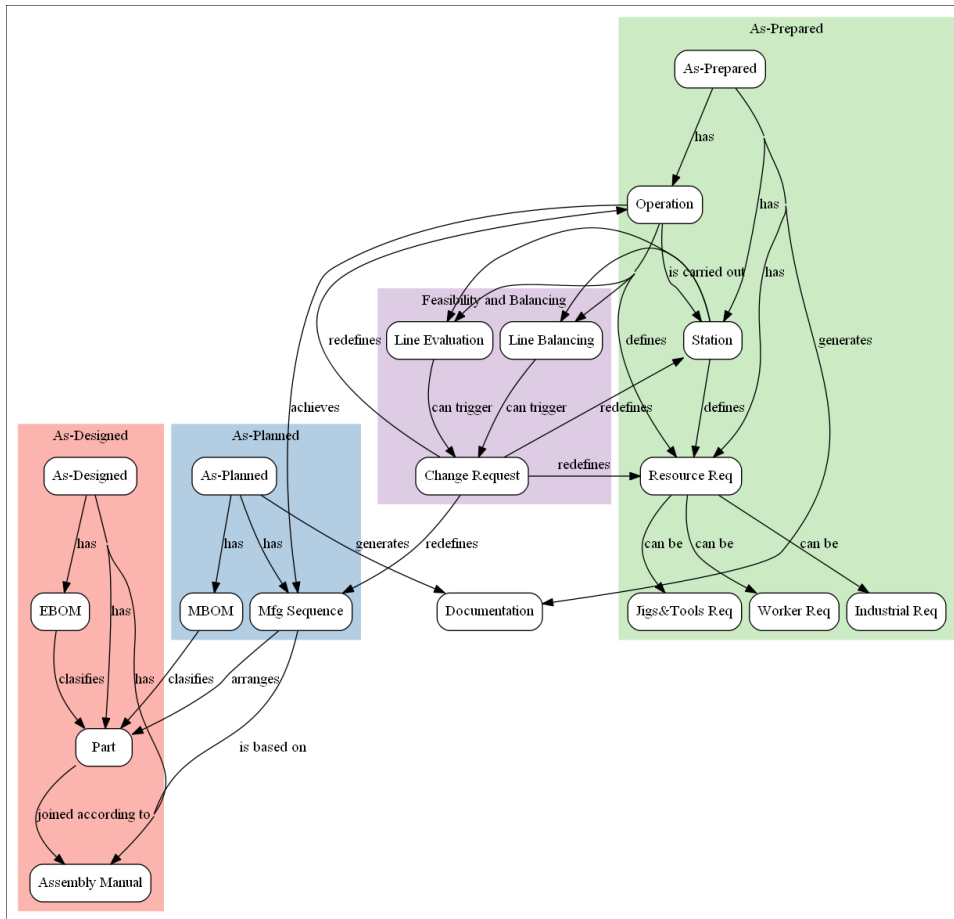 As-Prepared
As-Prepared
has
Operation
has
is carried out
has
Feasibility and Balancing
Line Evaluation
Line Balancing
Station
redefines
defines
generates
achieves
can trigger
can trigger
redefines
defines
As-Designed
As-Planned
As-Designed
As-Planned
Change Request
redefines
Resource Req
has
has
has
generates
redefines
can be
can be
can be
EBOM
MBOM
Mfg Sequence
Documentation
Jigs&Tools Req
Worker Req
Industrial Req
has
clasifies
has
clasifies
arranges
Part
is based on
joined according to
Assembly Manual